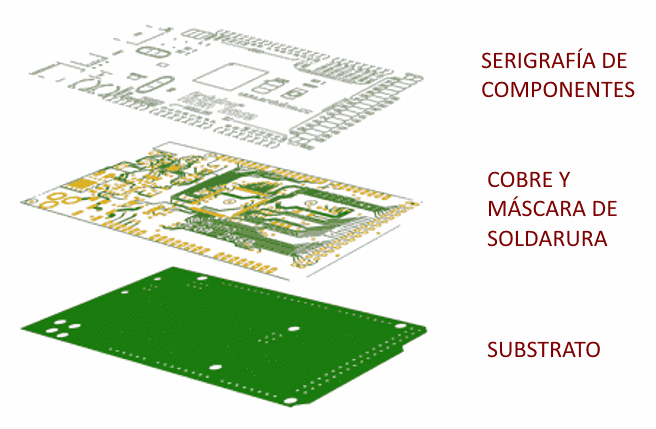 SERIGRAFÍA DE
COMPONENTES
COBRE Y
MÁSCARA DE
SOLDARURA
SUBSTRATO